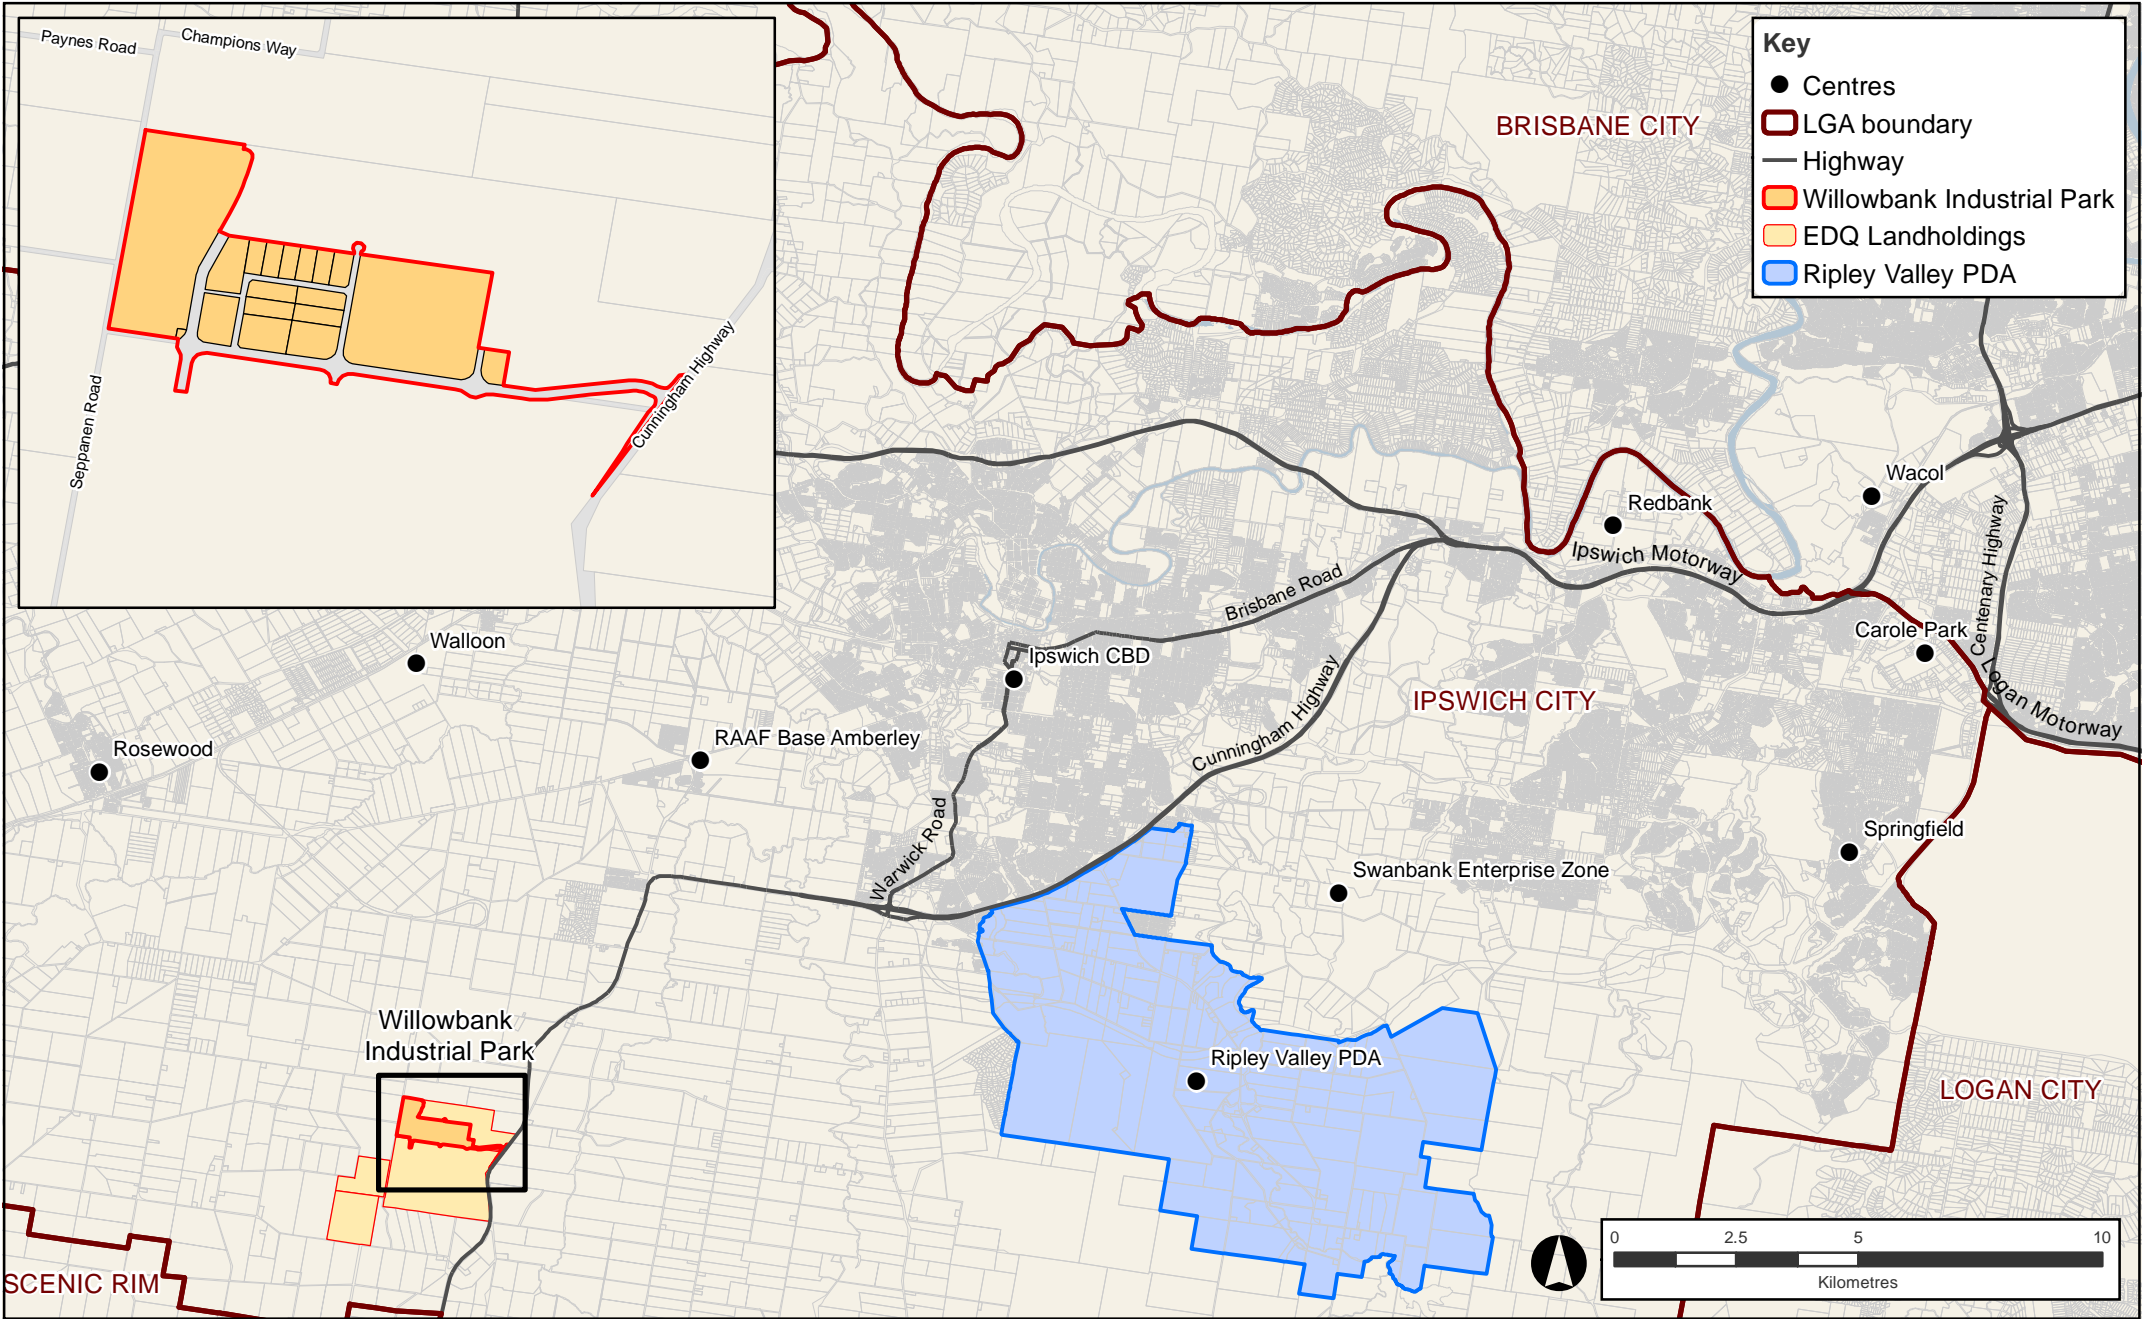 Paynes Road
Champions Way
Seppanen Road
Cunningham Highway
Key
Centres
LGA boundary
Highway
Willowbank Industrial Park
EDQ Landholdings
Ripley Valley PDA
BRISBANE CITY
Wacol
Redbank
Ipswich Motorway
Centenary Highway
Brisbane Road
Carole Park
Walloon
Ipswich CBD
Logan Motorway
IPSWICH CITY
Cunningham Highway
RAAF Base Amberley
Rosewood
Warwick Road
Springfield
Swanbank Enterprise Zone
Willowbank
Industrial Park
Ripley Valley PDA
LOGAN CITY
SCENIC RIM
0 2.5 5 10
Kilometres